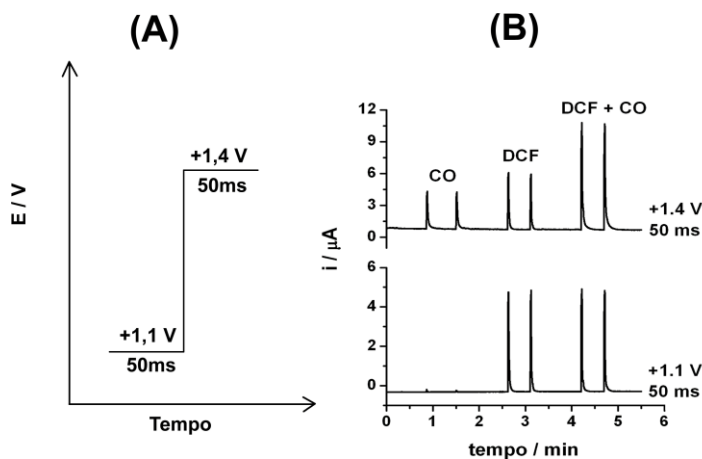 (A)
E / V
+1,4 V
50ms
+1,1 V
50ms
Tempo
(B)
i / μA
12
9
6
3
0
CO
DCF
DCF + CO
+1.4 V
50 ms
6
4
2
0
+1.1 V
50 ms
0
1
2
3
4
5
6
tempo / min